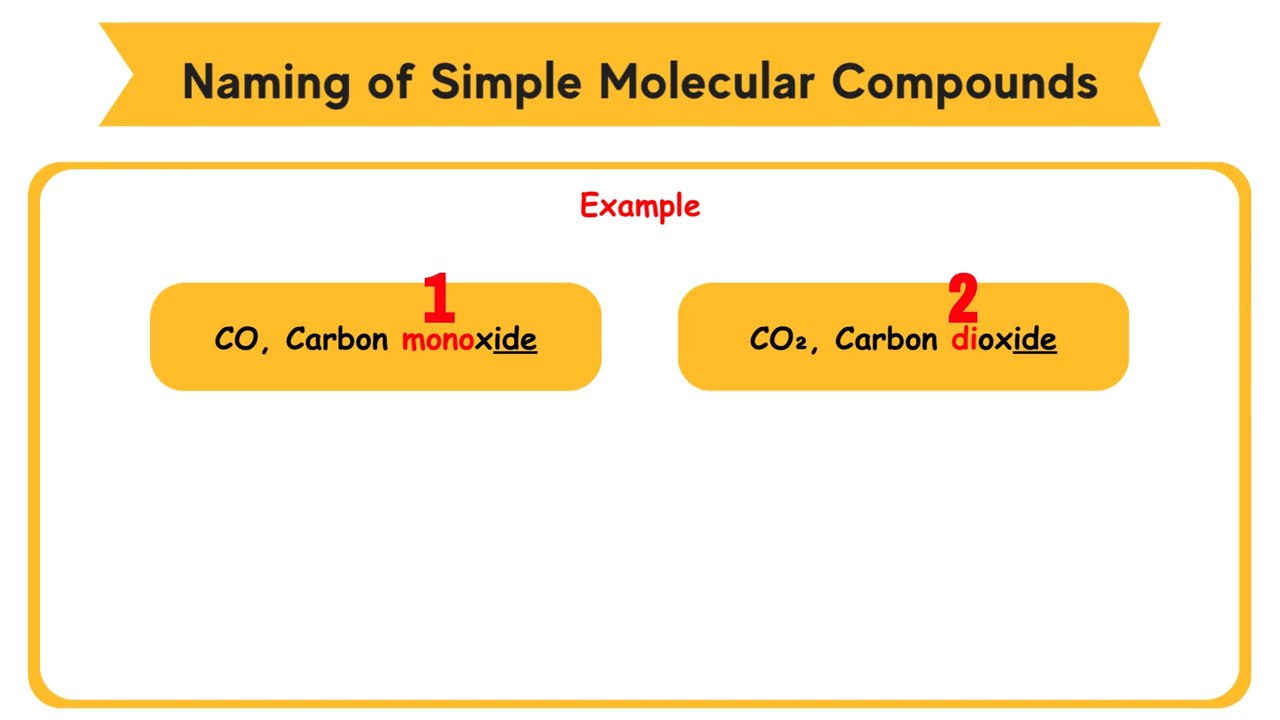 Naming of Simple Molecular Compounds
Example
1
CO, Carbon monoxide
2
CO₂, Carbon dioxide